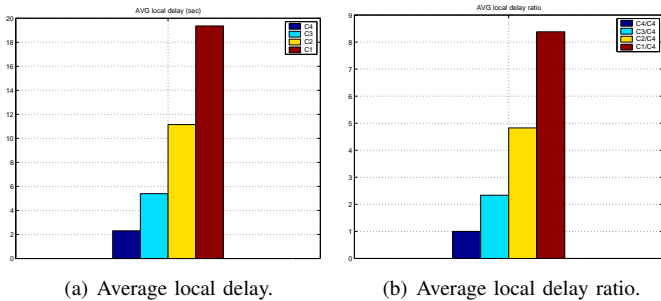 AVG local delay (sec)
20
18
16
14
12
10
8
6
4
2
0
C4
C3
C2
C1
(a) Average local delay.
AVG local delay ratio
9
8
7
6
5
4
3
2
1
0
C4/C4
C3/C4
C2/C4
C1/C4
(b) Average local delay ratio.